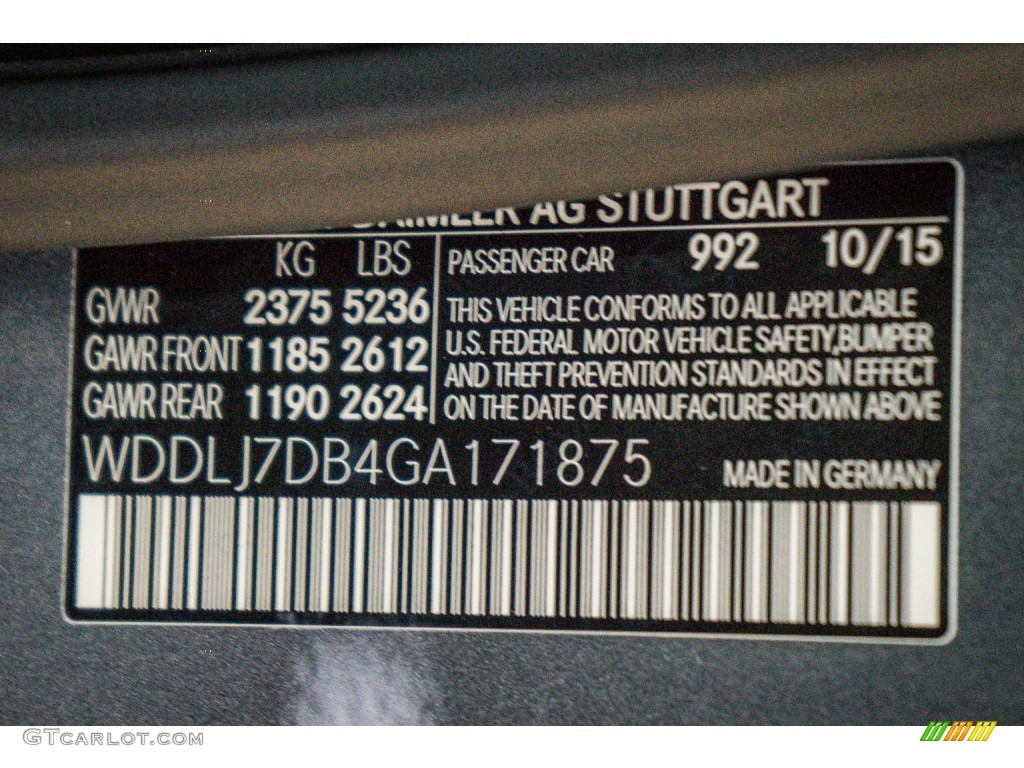 DAIMLER AG STUTTGART
KG LBS
PASSENGER CAR 992 10/15
GVWR 2375 5236
GAWR FRONT 1185 2612
GAWR REAR 1190 2624
THIS VEHICLE CONFORMS TO ALL APPLICABLE
U.S. FEDERAL MOTOR VEHICLE SAFETY, BUMPER
AND THEFT PREVENTION STANDARDS IN EFFECT
ON THE DATE OF MANUFACTURE SHOWN ABOVE
WDDLJ7DB4GA171875
MADE IN GERMANY
GTCARLOT.COM